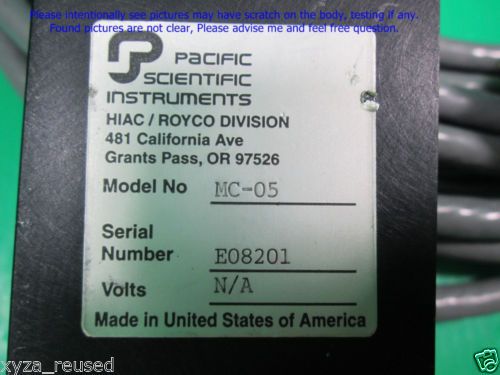 Please intentionally see pictures may have scratch on the body, testing if any.
Found pictures are not clear, Please advise me and feel free question.
PACIFIC
SCIENTIFIC
INSTRUMENTS
HIAC / ROYCO DIVISION
481 California Ave
Grants Pass, OR 97526
Model No MC-05
Serial
Number E08201
Volts N/A
Made in United States of America
xyza_reused